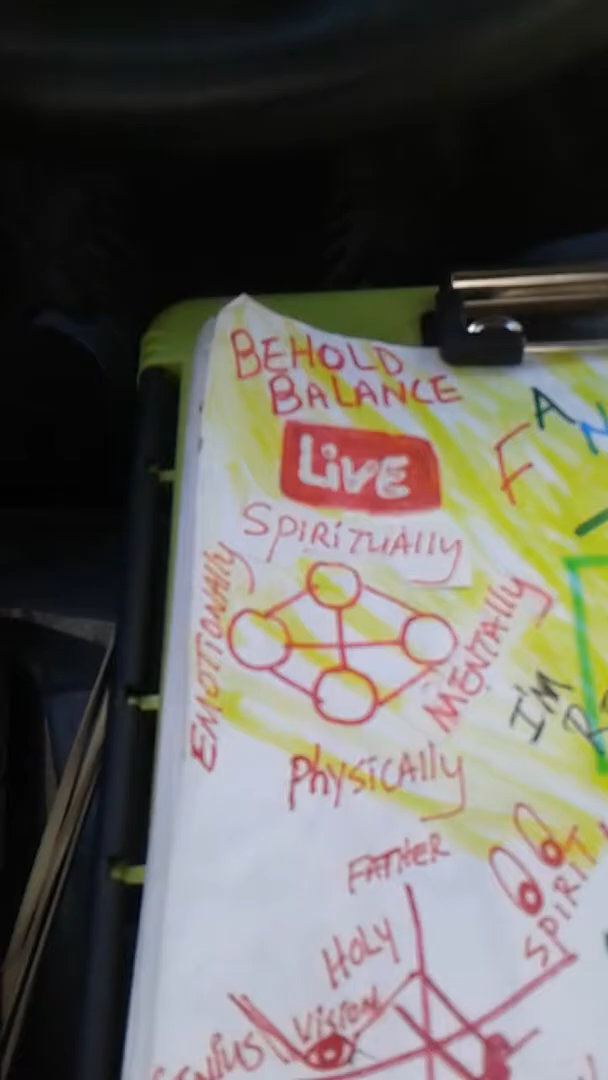 BEHOLD
BALANCE
LiVE
SPiRiTUAlly
EMOTIONAlly
MENTAlly
PhysiCAlly
I'M
FATHER
HOLY
SPIRIT
VISION